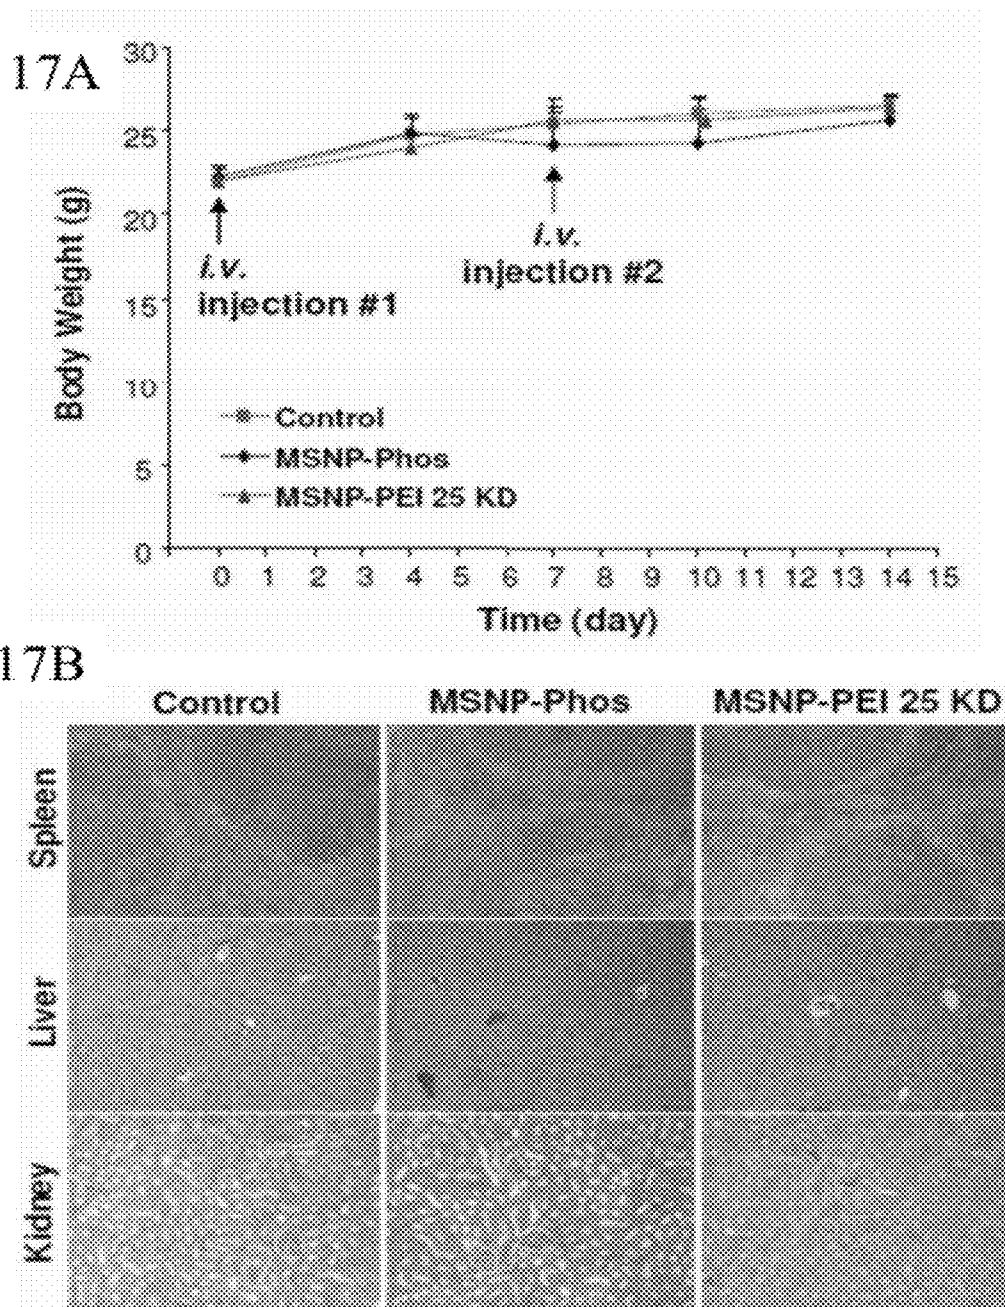 17A
30
25
20
15
10
5
0
Body Weight (g)
i.v.
injection #1
i.v.
injection #2
Control
MSNP-Phos
MSNP-PEI 25 KD
0 1 2 3 4 5 6 7 8 9 10 11 12 13 14 15
Time (day)
17B
Control MSNP-Phos MSNP-PEI 25 KD
Spleen
Liver
Kidney